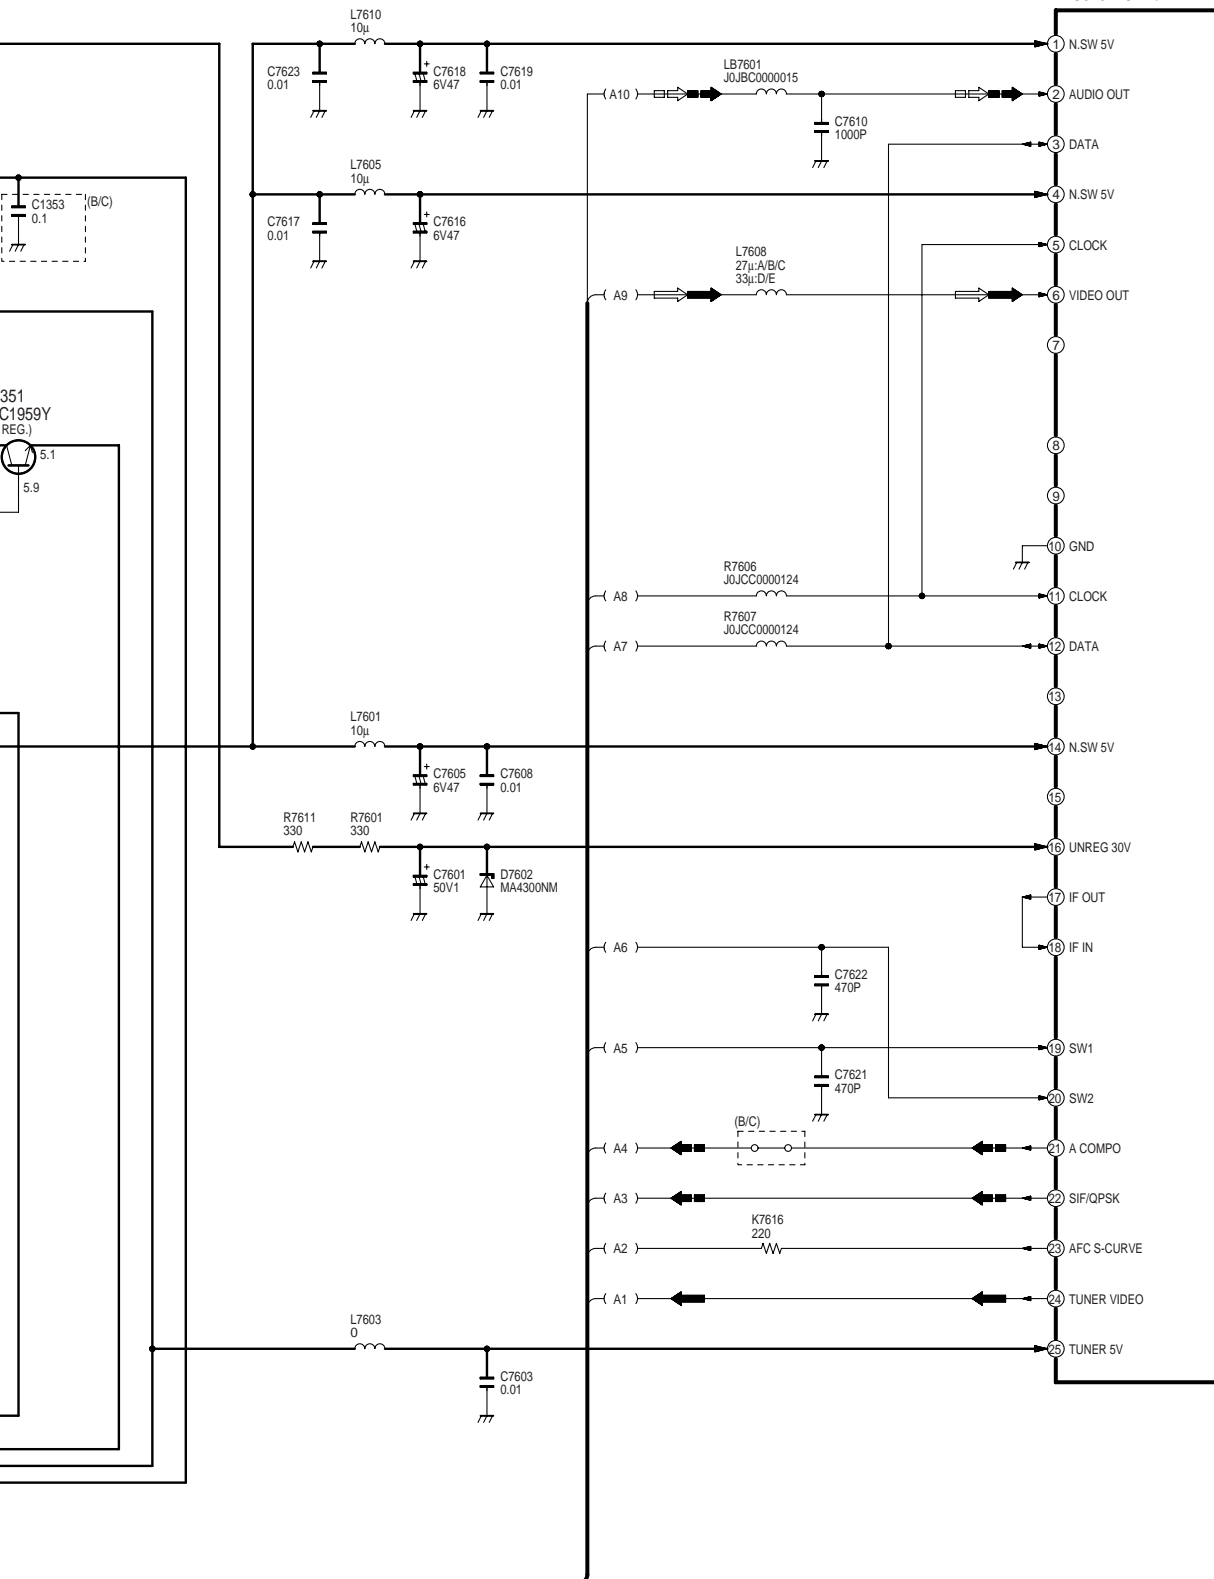 L7610
10μ
1 N.SW 5V
C7623
0.01
+
C7618
6V47
C7619
0.01
LB7601
J0JBC0000015
A10
2 AUDIO OUT
C7610
1000P
3 DATA
L7605
10μ
4 N.SW 5V
C1353
0.1
(B/C)
C7617
0.01
+
C7616
6V47
5 CLOCK
L7608
27μ:A/B/C
33μ:D/E
A9
6 VIDEO OUT
7
351
C1959Y
REG.)
5.1
5.9
8
9
10 GND
R7606
J0JCC0000124
A8
11 CLOCK
R7607
J0JCC0000124
A7
12 DATA
13
L7601
10μ
14 N.SW 5V
+
C7605
6V47
C7608
0.01
15
R7611
330
R7601
330
16 UNREG 30V
+
C7601
50V1
D7602
MA4300NM
17 IF OUT
A6
18 IF IN
C7622
470P
A5
19 SW1
C7621
470P
20 SW2
(B/C)
A4
21 A COMPO
A3
22 SIF/QPSK
K7616
220
A2
23 AFC S-CURVE
A1
24 TUNER VIDEO
L7603
0
25 TUNER 5V
C7603
0.01